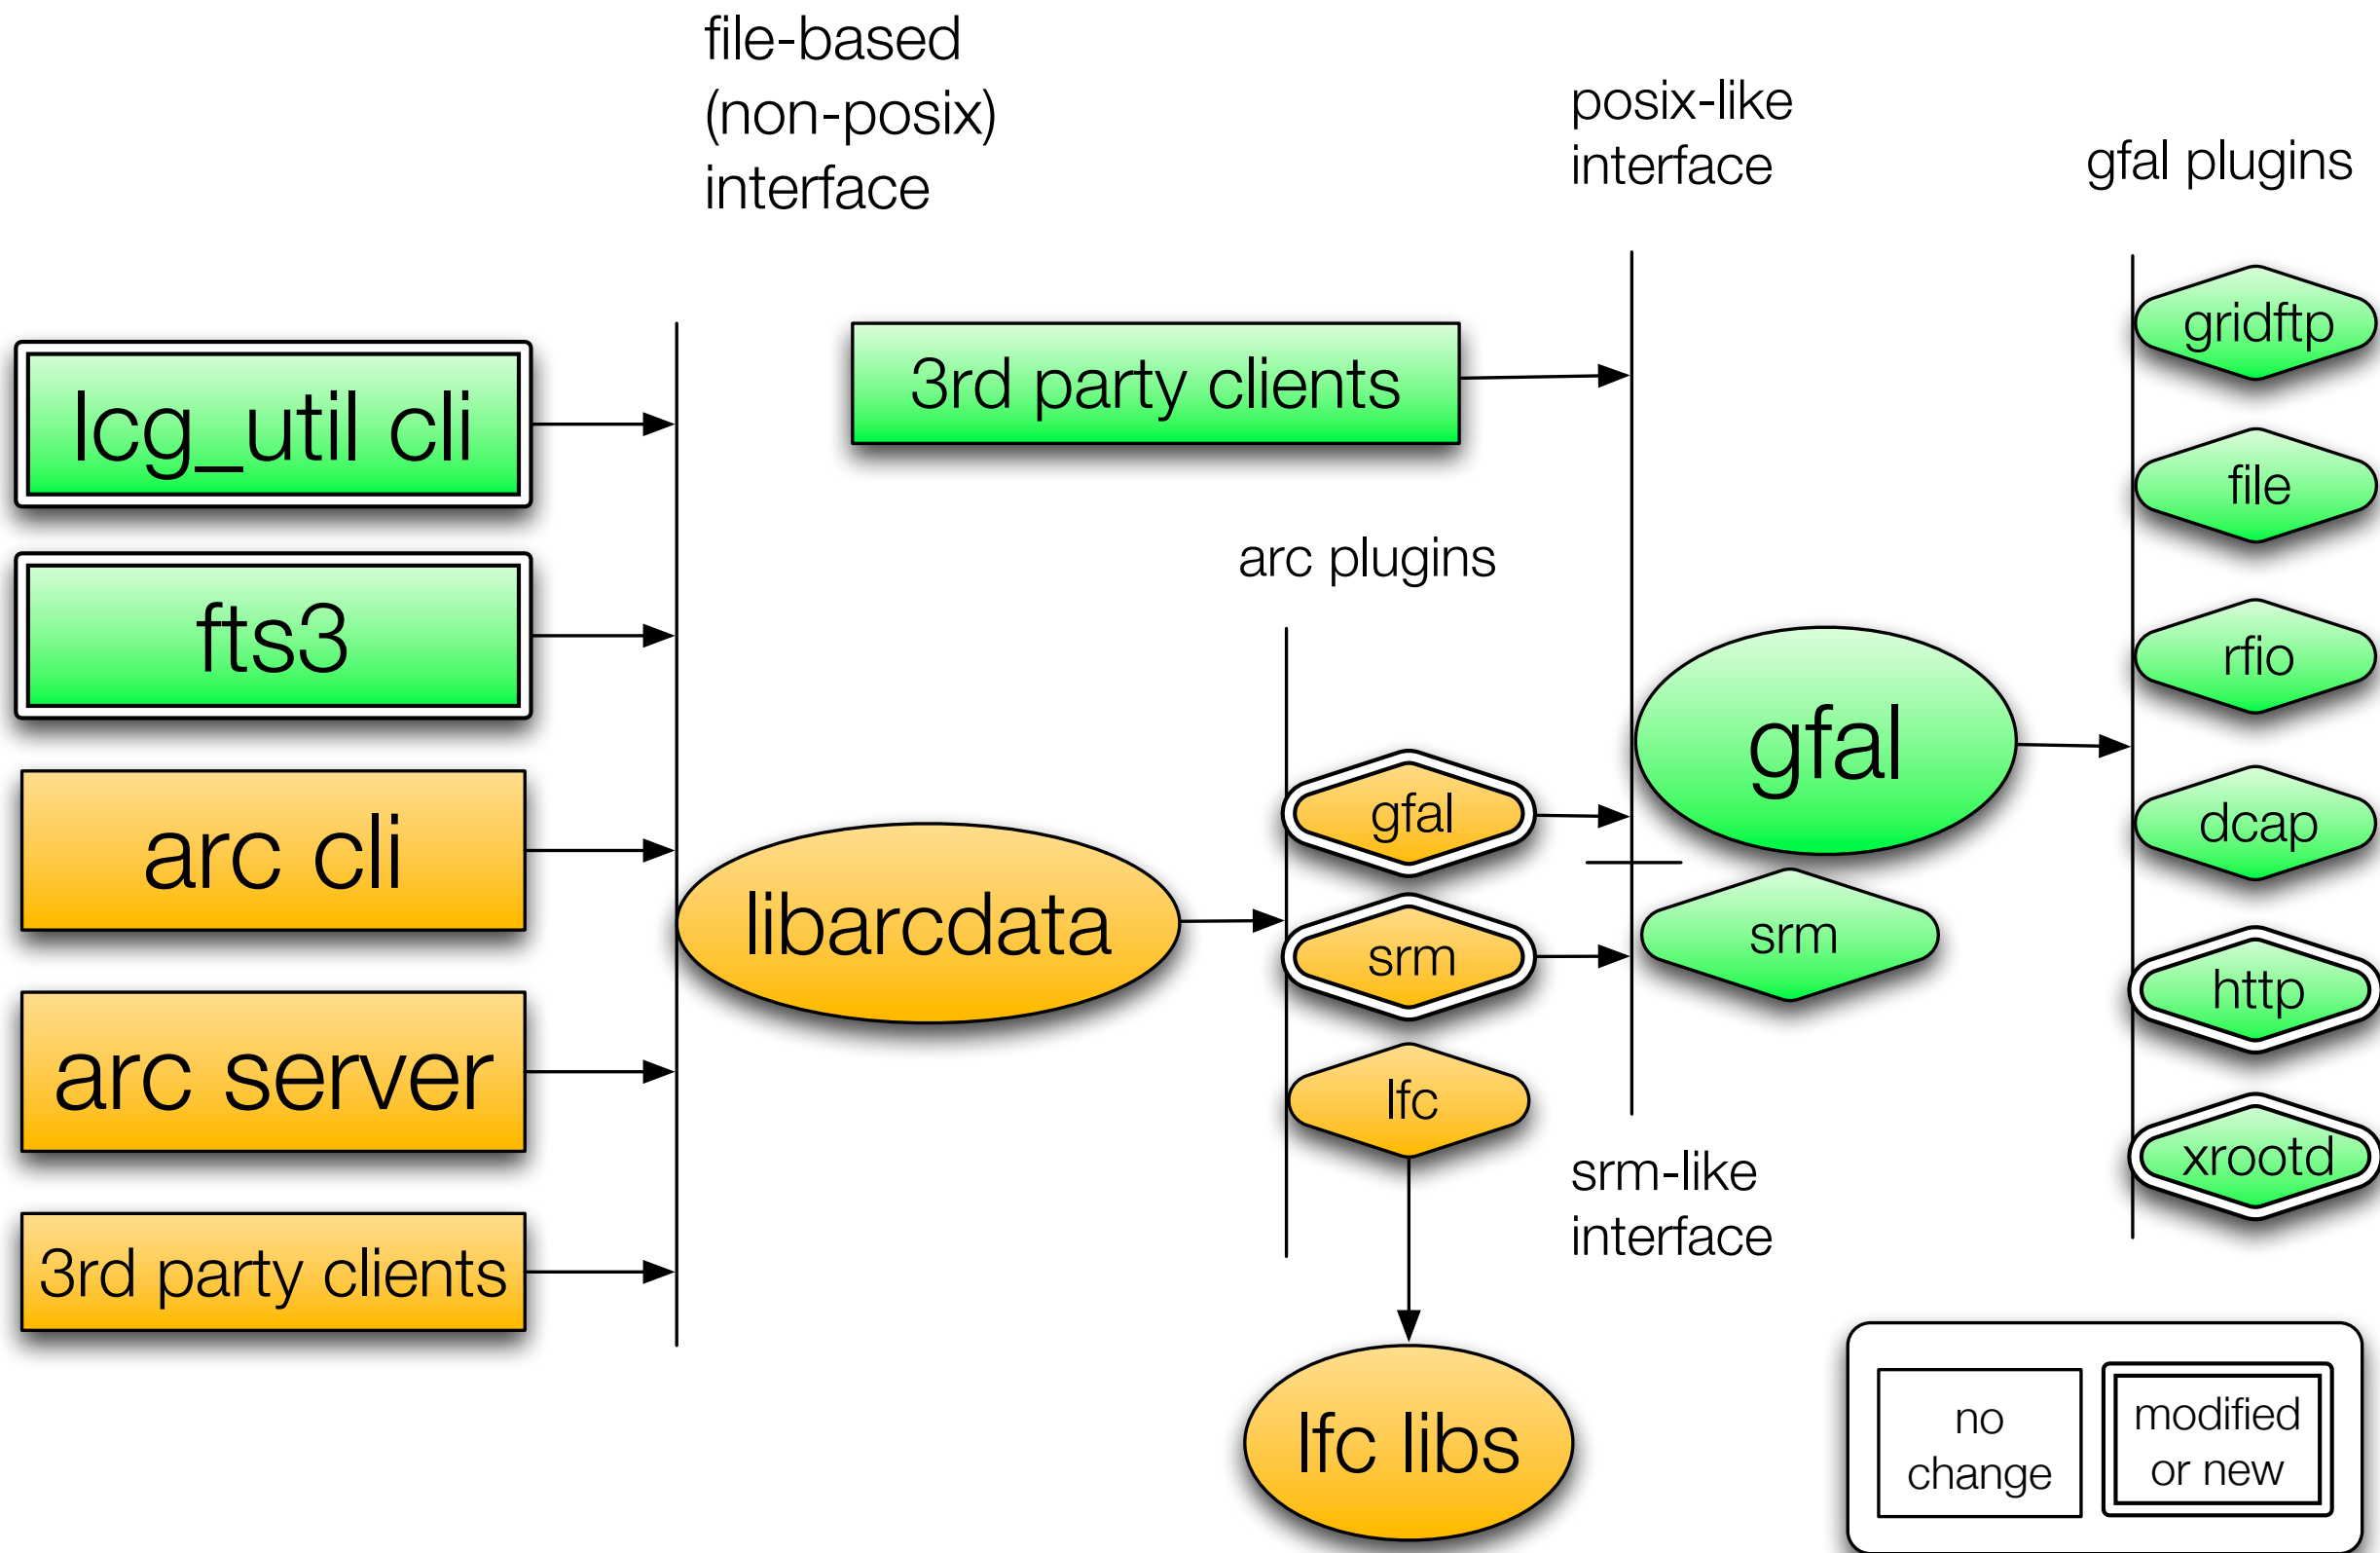 file-based
(non-posix)
interface
posix-like
interface
gfal plugins
lcg_util cli
fts3
arc cli
arc server
3rd party clients
3rd party clients
libarcdata
arc plugins
gfal
srm
lfc
lfc libs
gfal
srm
srm-like
interface
gridftp
file
rfio
dcap
http
xrootd
no
change
modified
or new